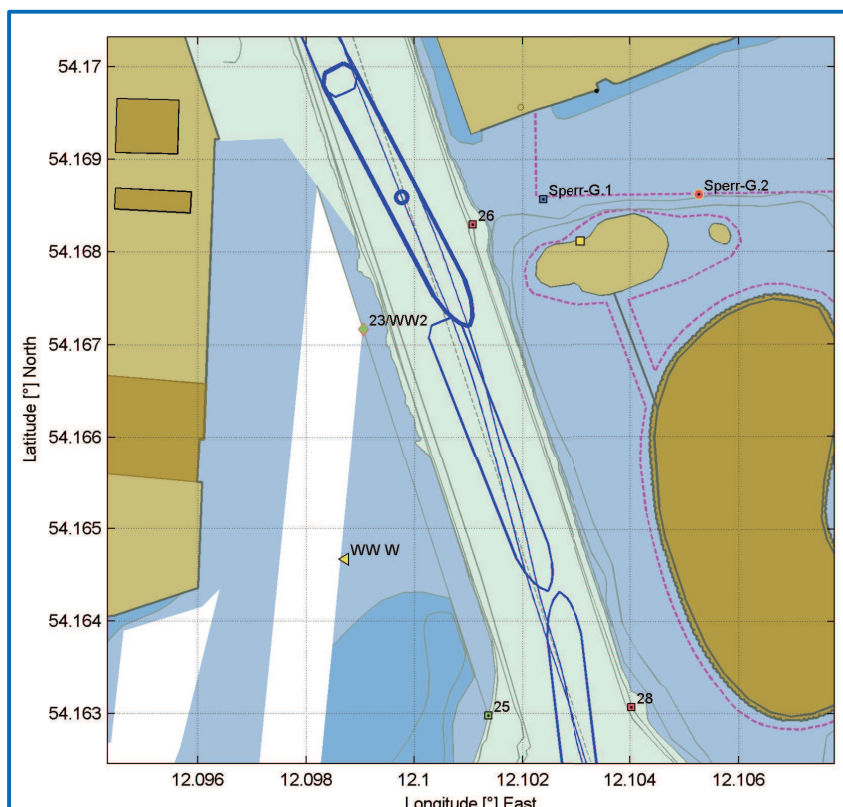 54.17
54.169
Sperr-G.1
Sperr-G.2
26
54.168
23/WW2
54.167
Latitude [°] North
54.166
54.165
WW W
54.164
54.163
25
28
12.096
12.098
12.1
12.102
12.104
12.106
Longitude [°] East